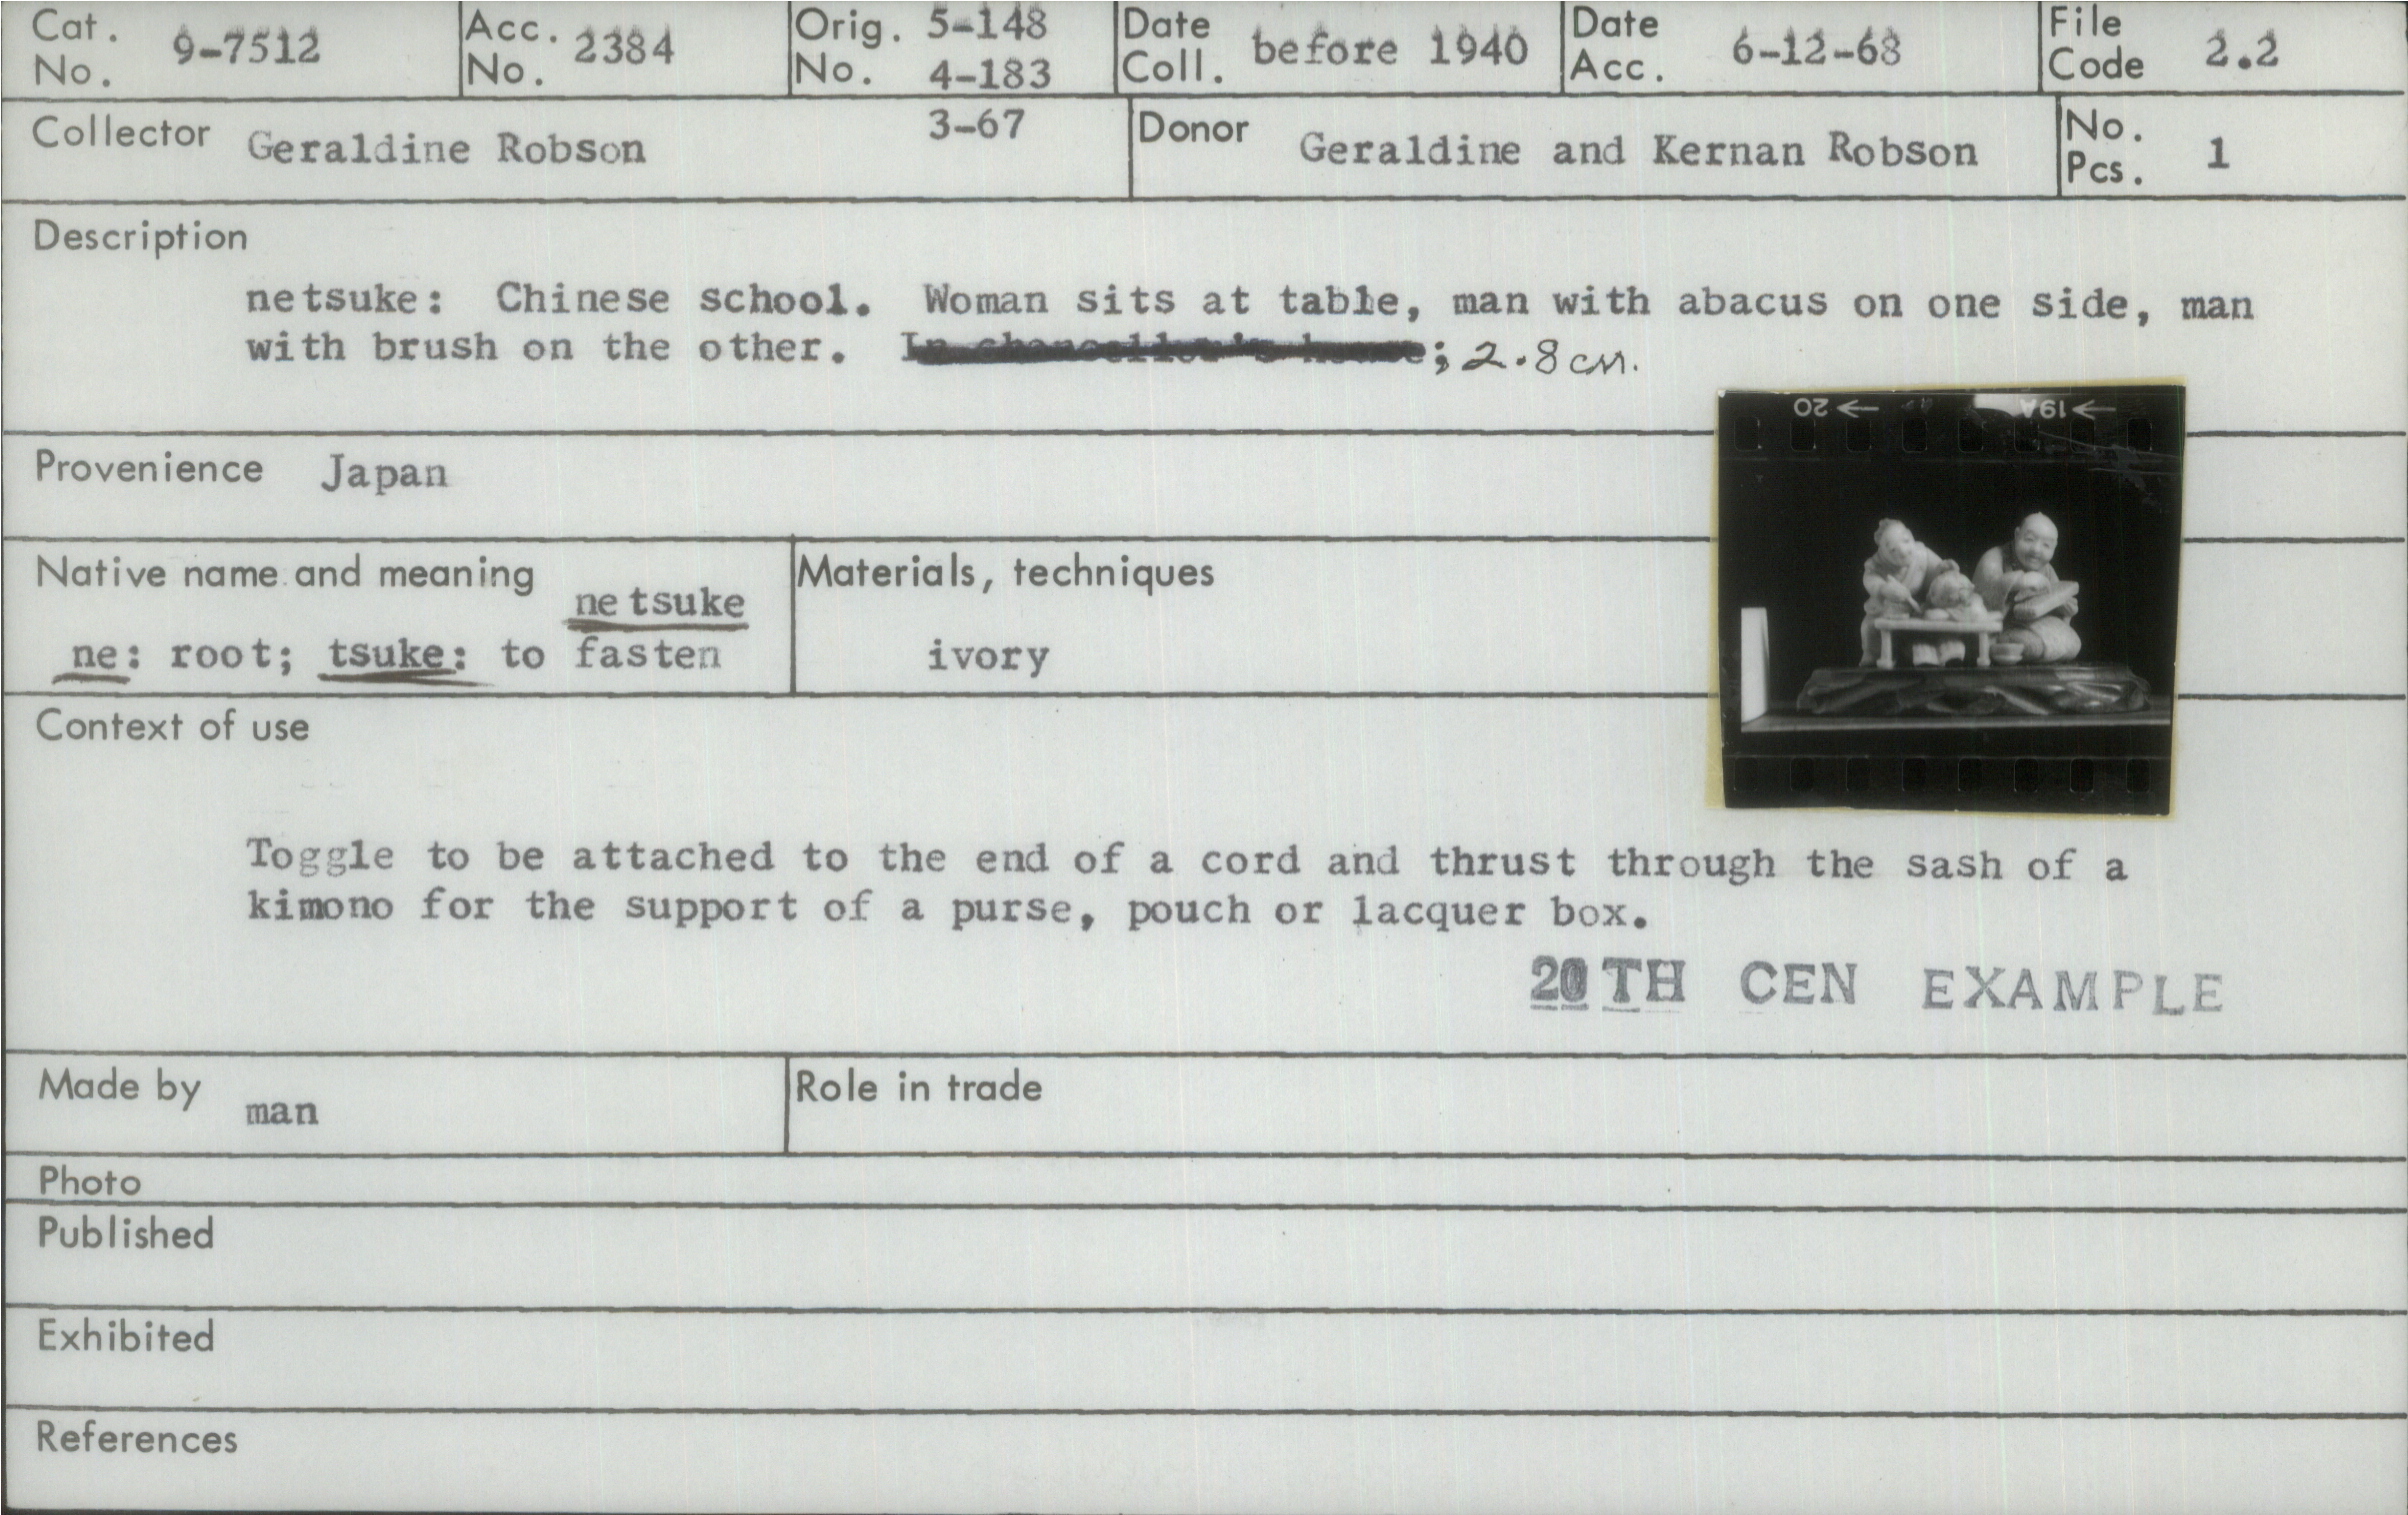 Cat. No. 9-7512
Acc. No. 2384
Orig. No. 5-148
4-183
3-67
Date Coll. before 1940
Date Acc. 6-12-68
File Code 2.2
Collector Geraldine Robson
Donor Geraldine and Kernan Robson
No. Pcs. 1
Description
netsuke: Chinese school. Woman sits at table, man with abacus on one side, man
with brush on the other. In chancellor's house; 2.8 cm.
20 19A
Provenience Japan
Native name and meaning
netsuke
ne: root; tsuke: to fasten
Materials, techniques
ivory
Context of use
Toggle to be attached to the end of a cord and thrust through the sash of a
kimono for the support of a purse, pouch or lacquer box.
20TH CEN EXAMPLE
Made by man
Role in trade
Photo
Published
Exhibited
References